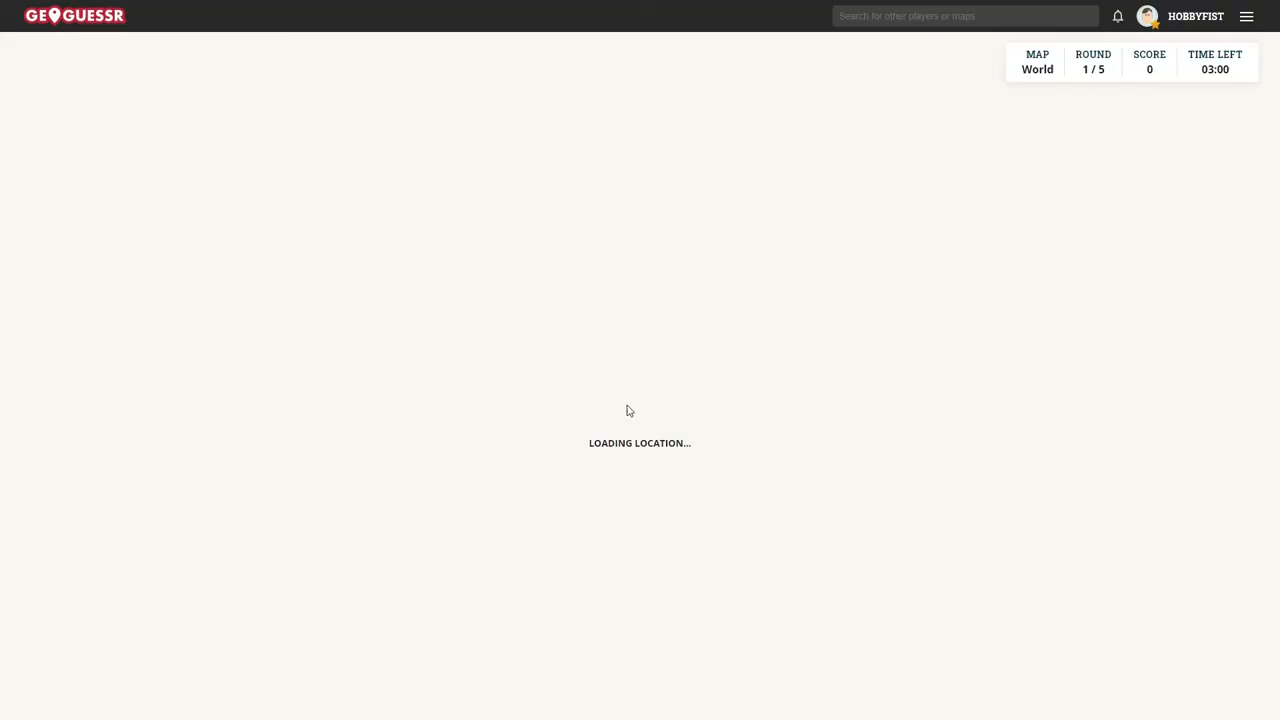 GEOGUESSR
Search for other players or maps
HOBBYFIST
MAP ROUND SCORE TIME LEFT
World 1 / 5 0 03:00
LOADING LOCATION...